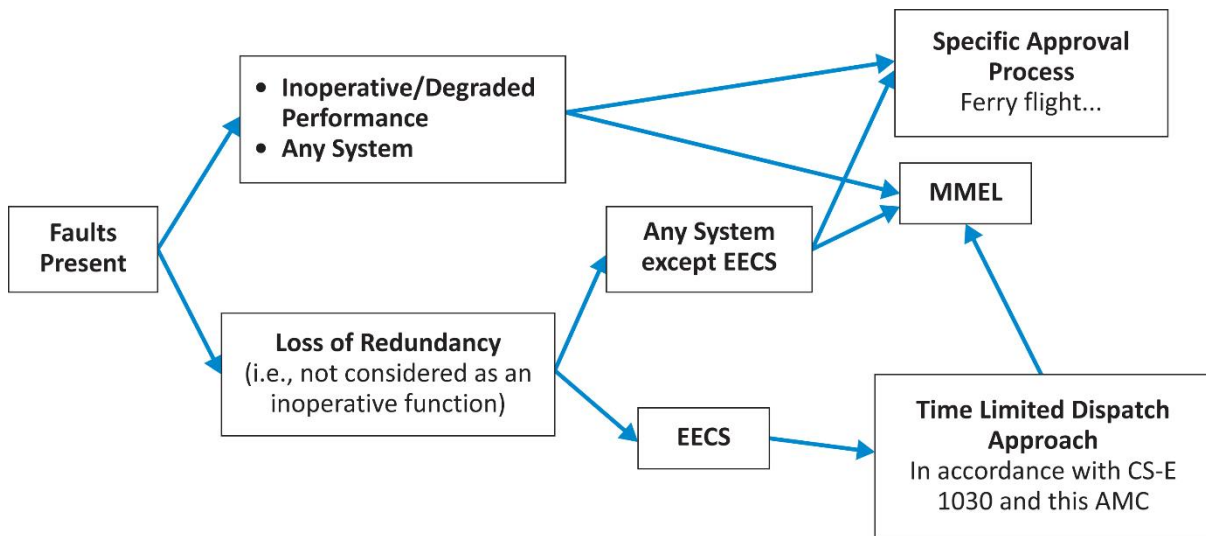 Specific Approval
Process
Ferry flight...
• Inoperative/Degraded
Performance
• Any System
MMEL
Faults
Present
Any System
except EECS
Loss of Redundancy
(i.e., not considered as an
inoperative function)
EECS
Time Limited Dispatch
Approach
In accordance with CS-E
1030 and this AMC